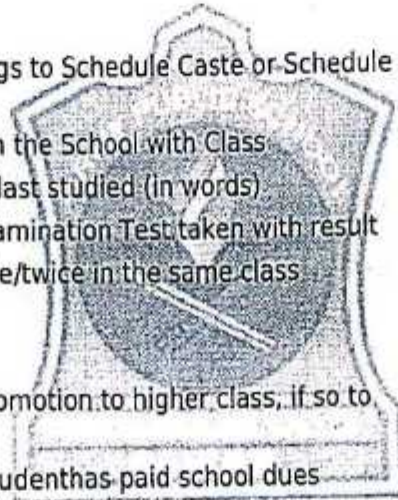 gs to Schedule Caste or Schedule
n the School with Class
last studied (in words)
amination Test taken with result
e/twice in the same class
omotion to higher class, if so to
udenthas paid school dues